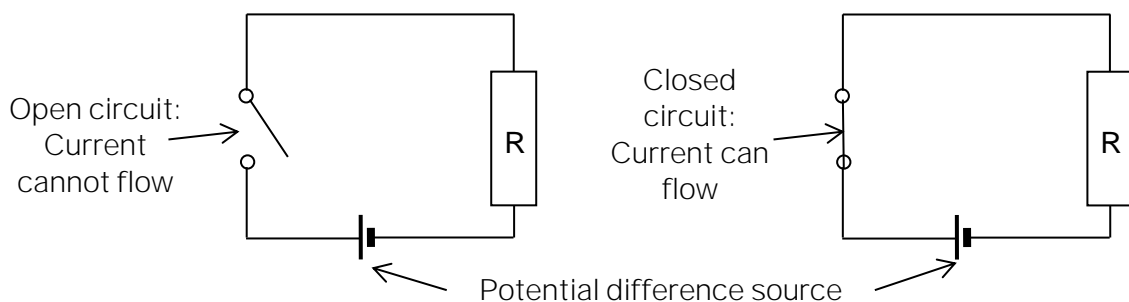 Open circuit:
Current
cannot flow
R
Closed
circuit:
Current can
flow
R
Potential difference source